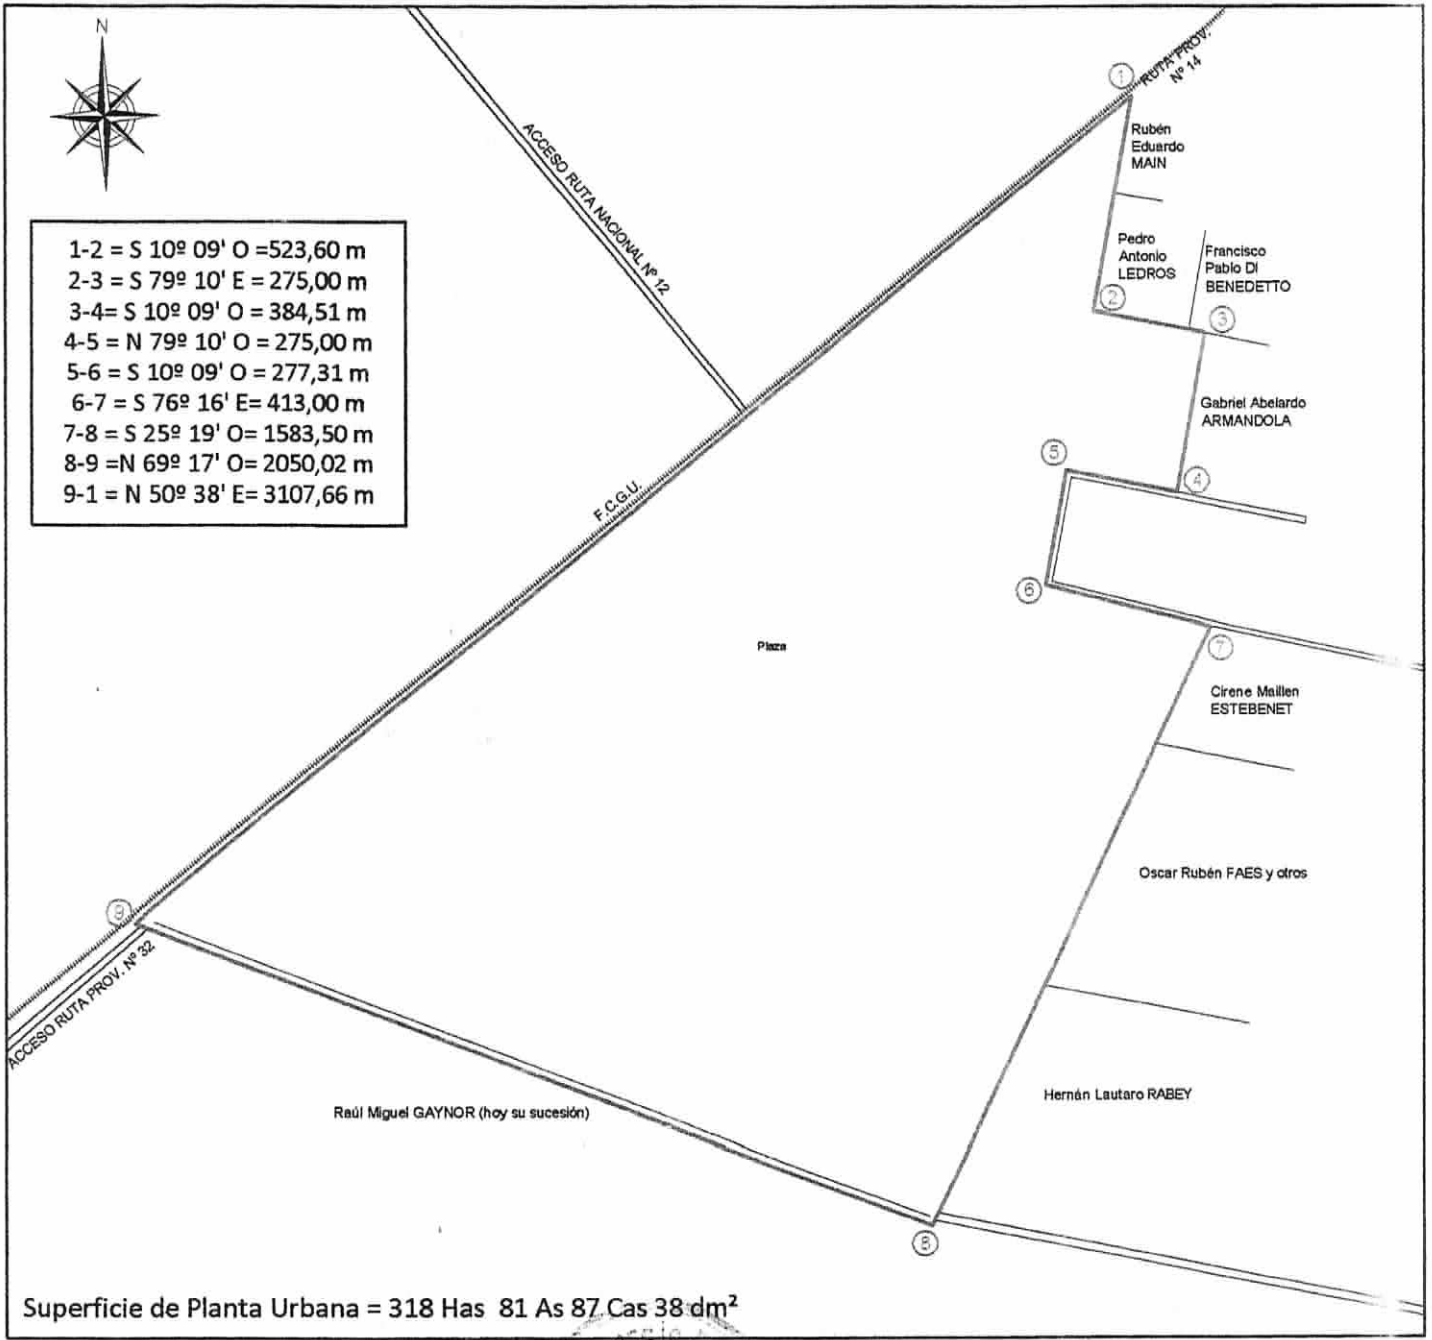 N
1-2 = S 10º 09' O =523,60 m
2-3 = S 79º 10' E = 275,00 m
3-4= S 10º 09' O = 384,51 m
4-5 = N 79º 10' O = 275,00 m
5-6 = S 10º 09' O = 277,31 m
6-7 = S 76º 16' E= 413,00 m
7-8 = S 25º 19' O= 1583,50 m
8-9 =N 69º 17' O= 2050,02 m
9-1 = N 50º 38' E= 3107,66 m
ACCESO RUTA NACIONAL Nº 12
RUTA PROV.
Nº 14
1
Rubén
Eduardo
MAIN
Pedro
Antonio
LEDROS
Francisco
Pablo DI
BENEDETTO
2
3
Gabriel Abelardo
ARMANDOLA
5
4
F.C.G.U.
6
Plaza
7
Cirene Maillen
ESTEBENET
Oscar Rubén FAES y otros
9
ACCESO RUTA PROV. Nº 32
Hernán Lautaro RABEY
Raúl Miguel GAYNOR (hoy su sucesión)
8
Superficie de Planta Urbana = 318 Has 81 As 87 Cas 38 dm²